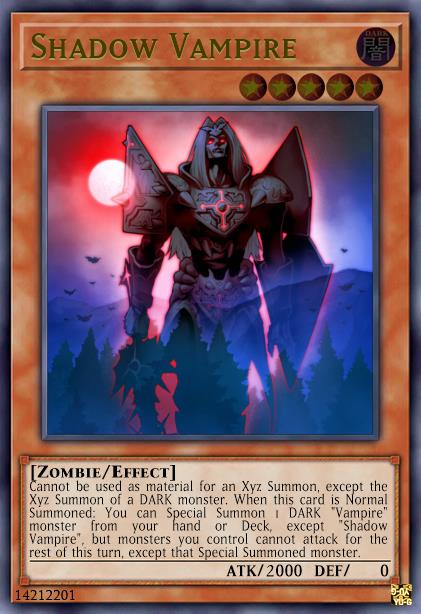 Shadow Vampire
DARK
闇
[Zombie/Effect]
Cannot be used as material for an Xyz Summon, except the
Xyz Summon of a DARK monster. When this card is Normal
Summoned: You can Special Summon 1 DARK "Vampire"
monster from your hand or Deck, except "Shadow
Vampire", but monsters you control cannot attack for the
rest of this turn, except that Special Summoned monster.
ATK/2000 DEF/ 0
14212201